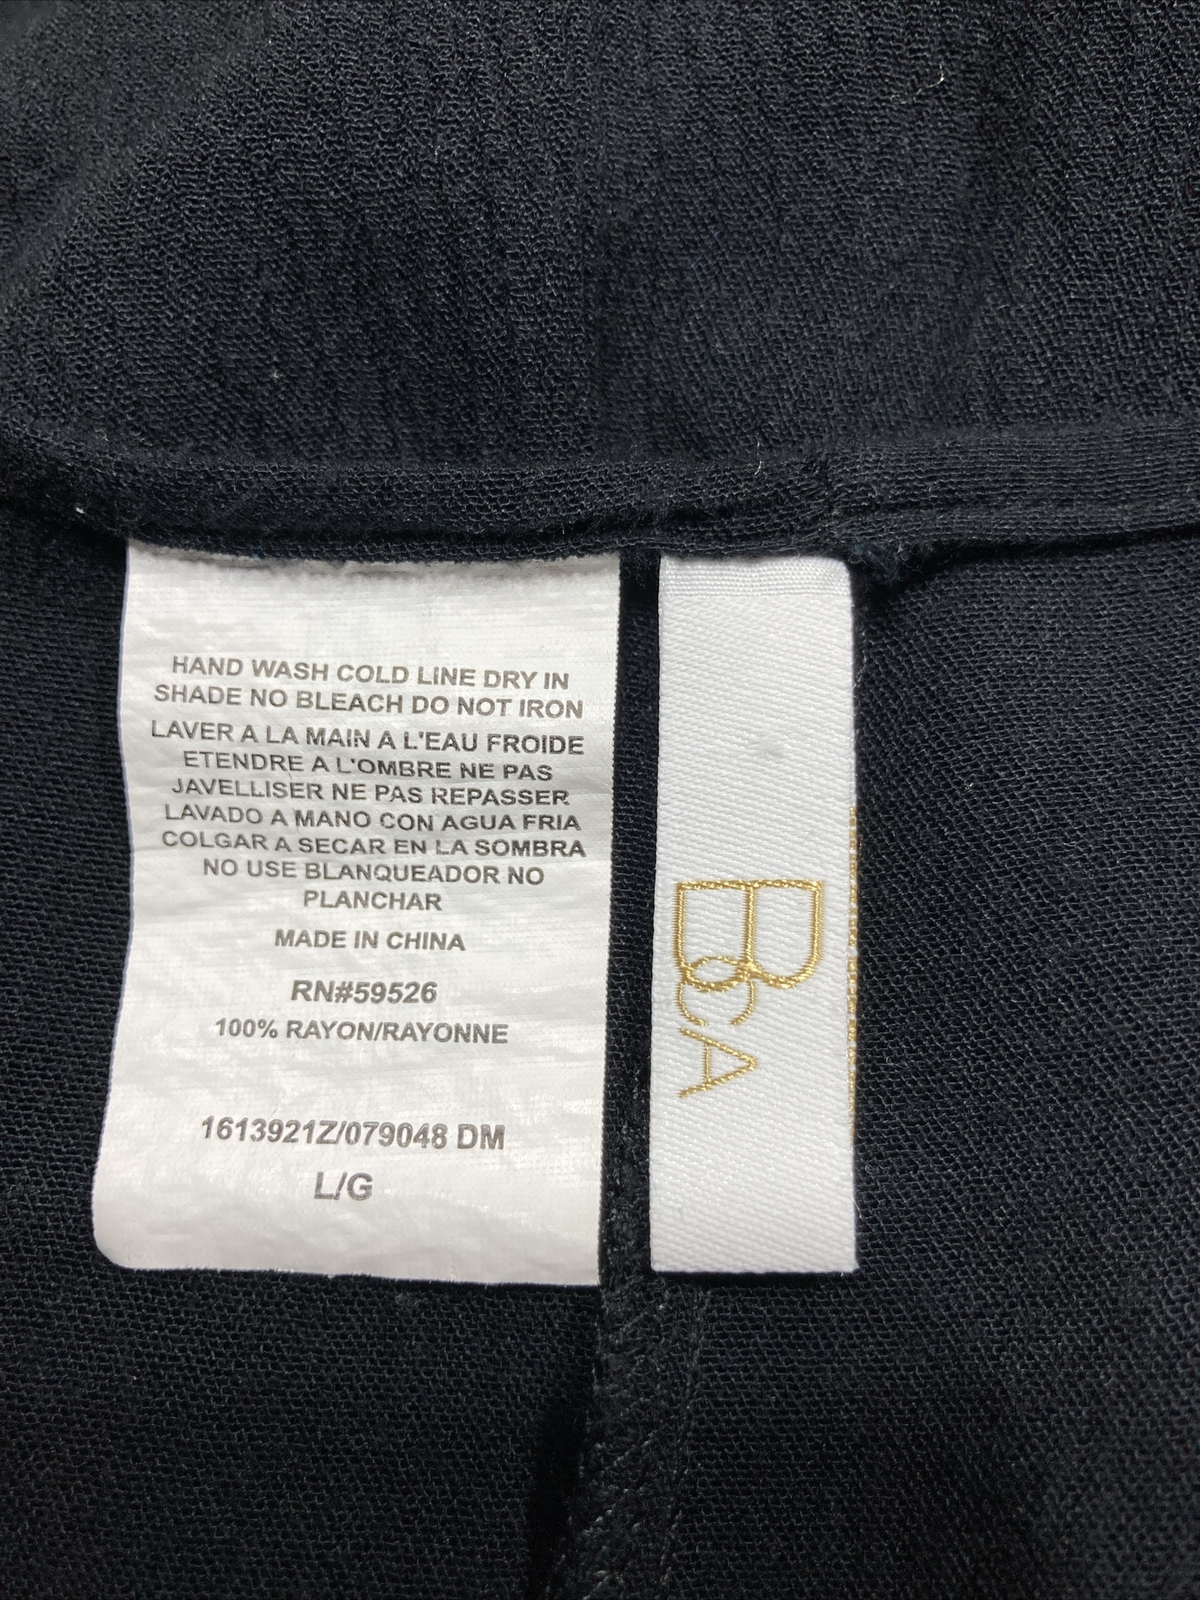 HAND WASH COLD LINE DRY IN
SHADE NO BLEACH DO NOT IRON
LAVER A LA MAIN A L'EAU FROIDE
ETENDRE A L'OMBRE NE PAS
JAVELLISER NE PAS REPASSER
LAVADO A MANO CON AGUA FRIA
COLGAR A SECAR EN LA SOMBRA
NO USE BLANQUEADOR NO
PLANCHAR
MADE IN CHINA
RN#59526
100% RAYON/RAYONNE
1613921Z/079048 DM
L/G
BCA